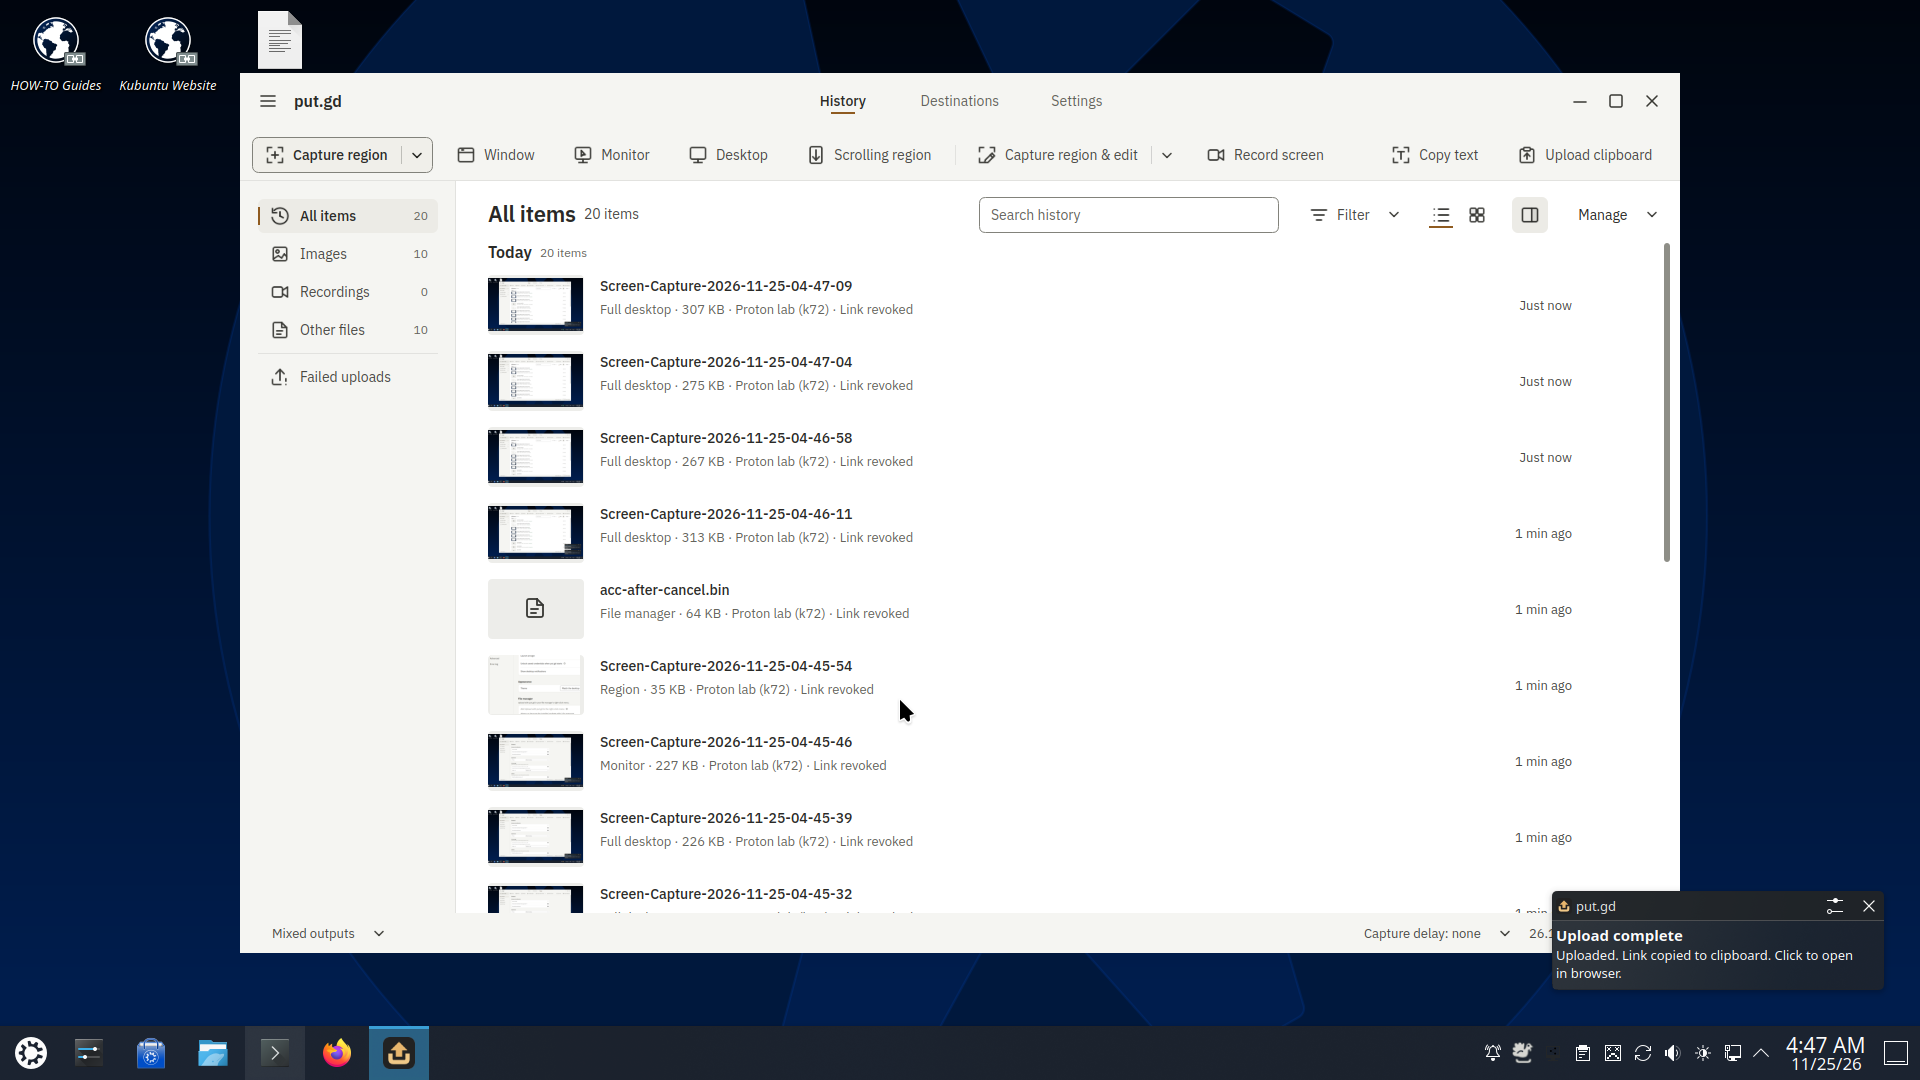 HOW-TO Guides
Kubuntu Website
put.gd
History
Destinations
Settings
Capture region
Window
Monitor
Desktop
Scrolling region
Capture region & edit
Record screen
Copy text
Upload clipboard
All items 20
Images 10
Recordings 0
Other files 10
Failed uploads
All items 20 items
Search history
Filter
Manage
Today 20 items
Screen-Capture-2026-11-25-04-47-09
Full desktop · 307 KB · Proton lab (k72) · Link revoked
Just now
Screen-Capture-2026-11-25-04-47-04
Full desktop · 275 KB · Proton lab (k72) · Link revoked
Just now
Screen-Capture-2026-11-25-04-46-58
Full desktop · 267 KB · Proton lab (k72) · Link revoked
Just now
Screen-Capture-2026-11-25-04-46-11
Full desktop · 313 KB · Proton lab (k72) · Link revoked
1 min ago
acc-after-cancel.bin
File manager · 64 KB · Proton lab (k72) · Link revoked
1 min ago
Screen-Capture-2026-11-25-04-45-54
Region · 35 KB · Proton lab (k72) · Link revoked
1 min ago
Screen-Capture-2026-11-25-04-45-46
Monitor · 227 KB · Proton lab (k72) · Link revoked
1 min ago
Screen-Capture-2026-11-25-04-45-39
Full desktop · 226 KB · Proton lab (k72) · Link revoked
1 min ago
Screen-Capture-2026-11-25-04-45-32
Mixed outputs
Capture delay: none
put.gd
Upload complete
Uploaded. Link copied to clipboard. Click to open
in browser.
4:47 AM
11/25/26